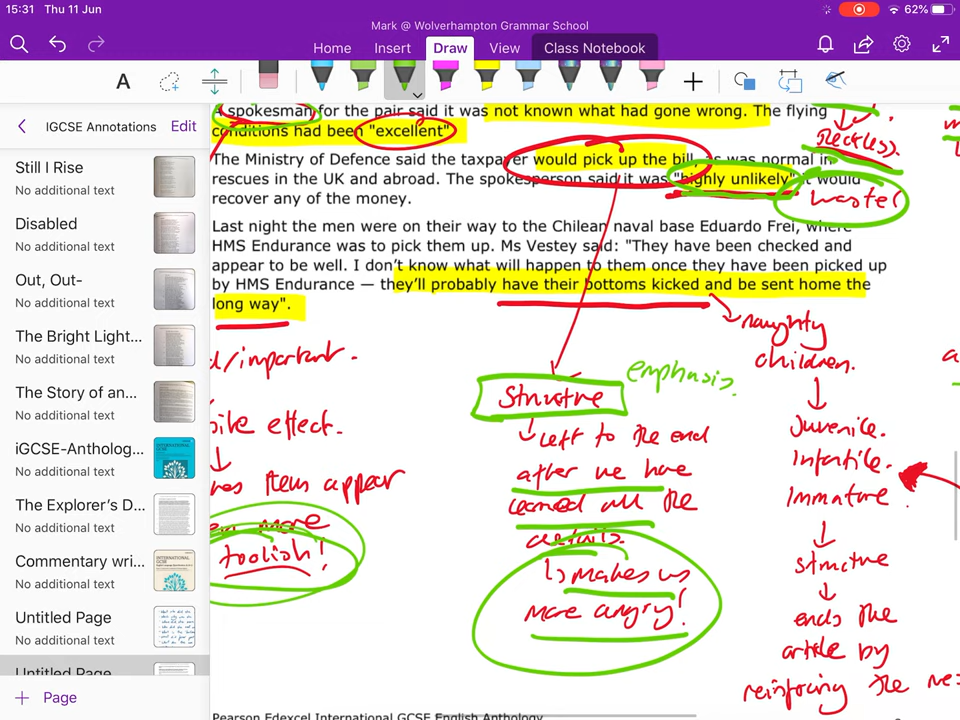 15:31 Thu 11 Jun
62%
Mark @ Wolverhampton Grammar School
Home Insert Draw View Class Notebook
A
IGCSE Annotations Edit
Still I Rise
No additional text
Disabled
No additional text
Out, Out-
No additional text
The Bright Light...
No additional text
The Story of an...
No additional text
iGCSE-Antholog...
No additional text
The Explorer's D...
No additional text
Commentary wri...
No additional text
Untitled Page
No additional text
Untitled Page
+ Page
A spokesman for the pair said it was not known what had gone wrong. The flying
conditions had been "excellent"
The Ministry of Defence said the taxpayer would pick up the bill, as was normal in
rescues in the UK and abroad. The spokesperson said it was "highly unlikely" it would
recover any of the money.
Last night the men were on their way to the Chilean naval base Eduardo Frei, where
HMS Endurance was to pick them up. Ms Vestey said: "They have been checked and
appear to be well. I don't know what will happen to them once they have been picked up
by HMS Endurance — they'll probably have their bottoms kicked and be sent home the
long way".
Reckless.
waste
/important.
effect.
appear
more
foolish!
Structure
emphasis.
left to the end
after we have
learned all the
details.
makes us
more angry!
naughty
children.
Juvenile.
Infantile.
Immature.
structure
ends the
article by
reinforcing the
Pearson Edexcel International GCSE English Anthology